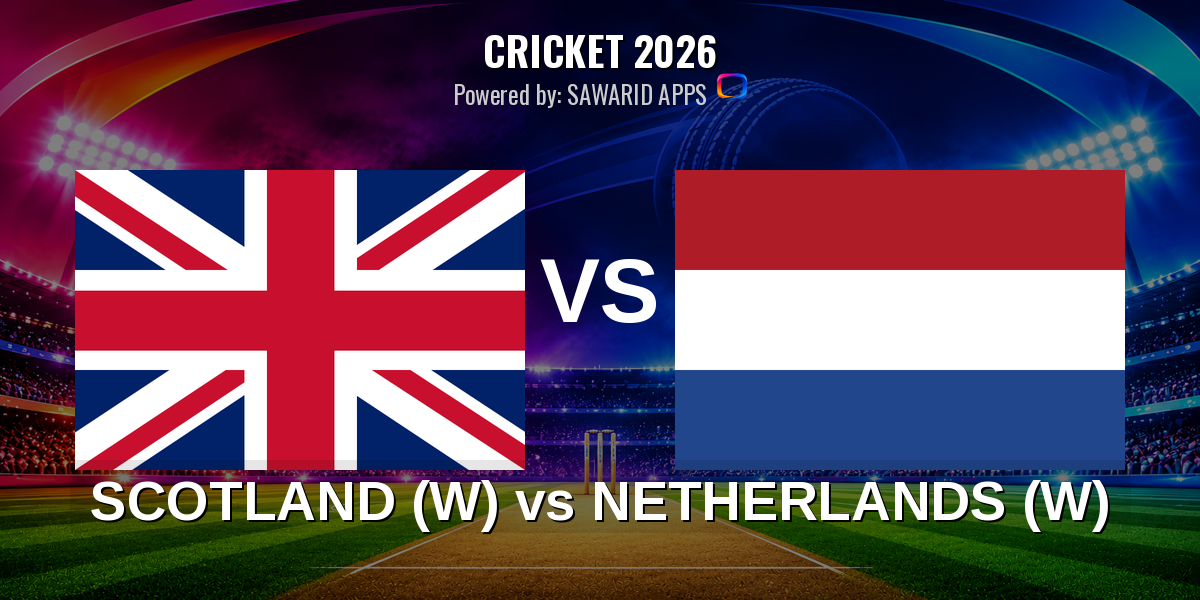 CRICKET 2026
Powered by: SAWARID APPS
VS
SCOTLAND (W) vs NETHERLANDS (W)